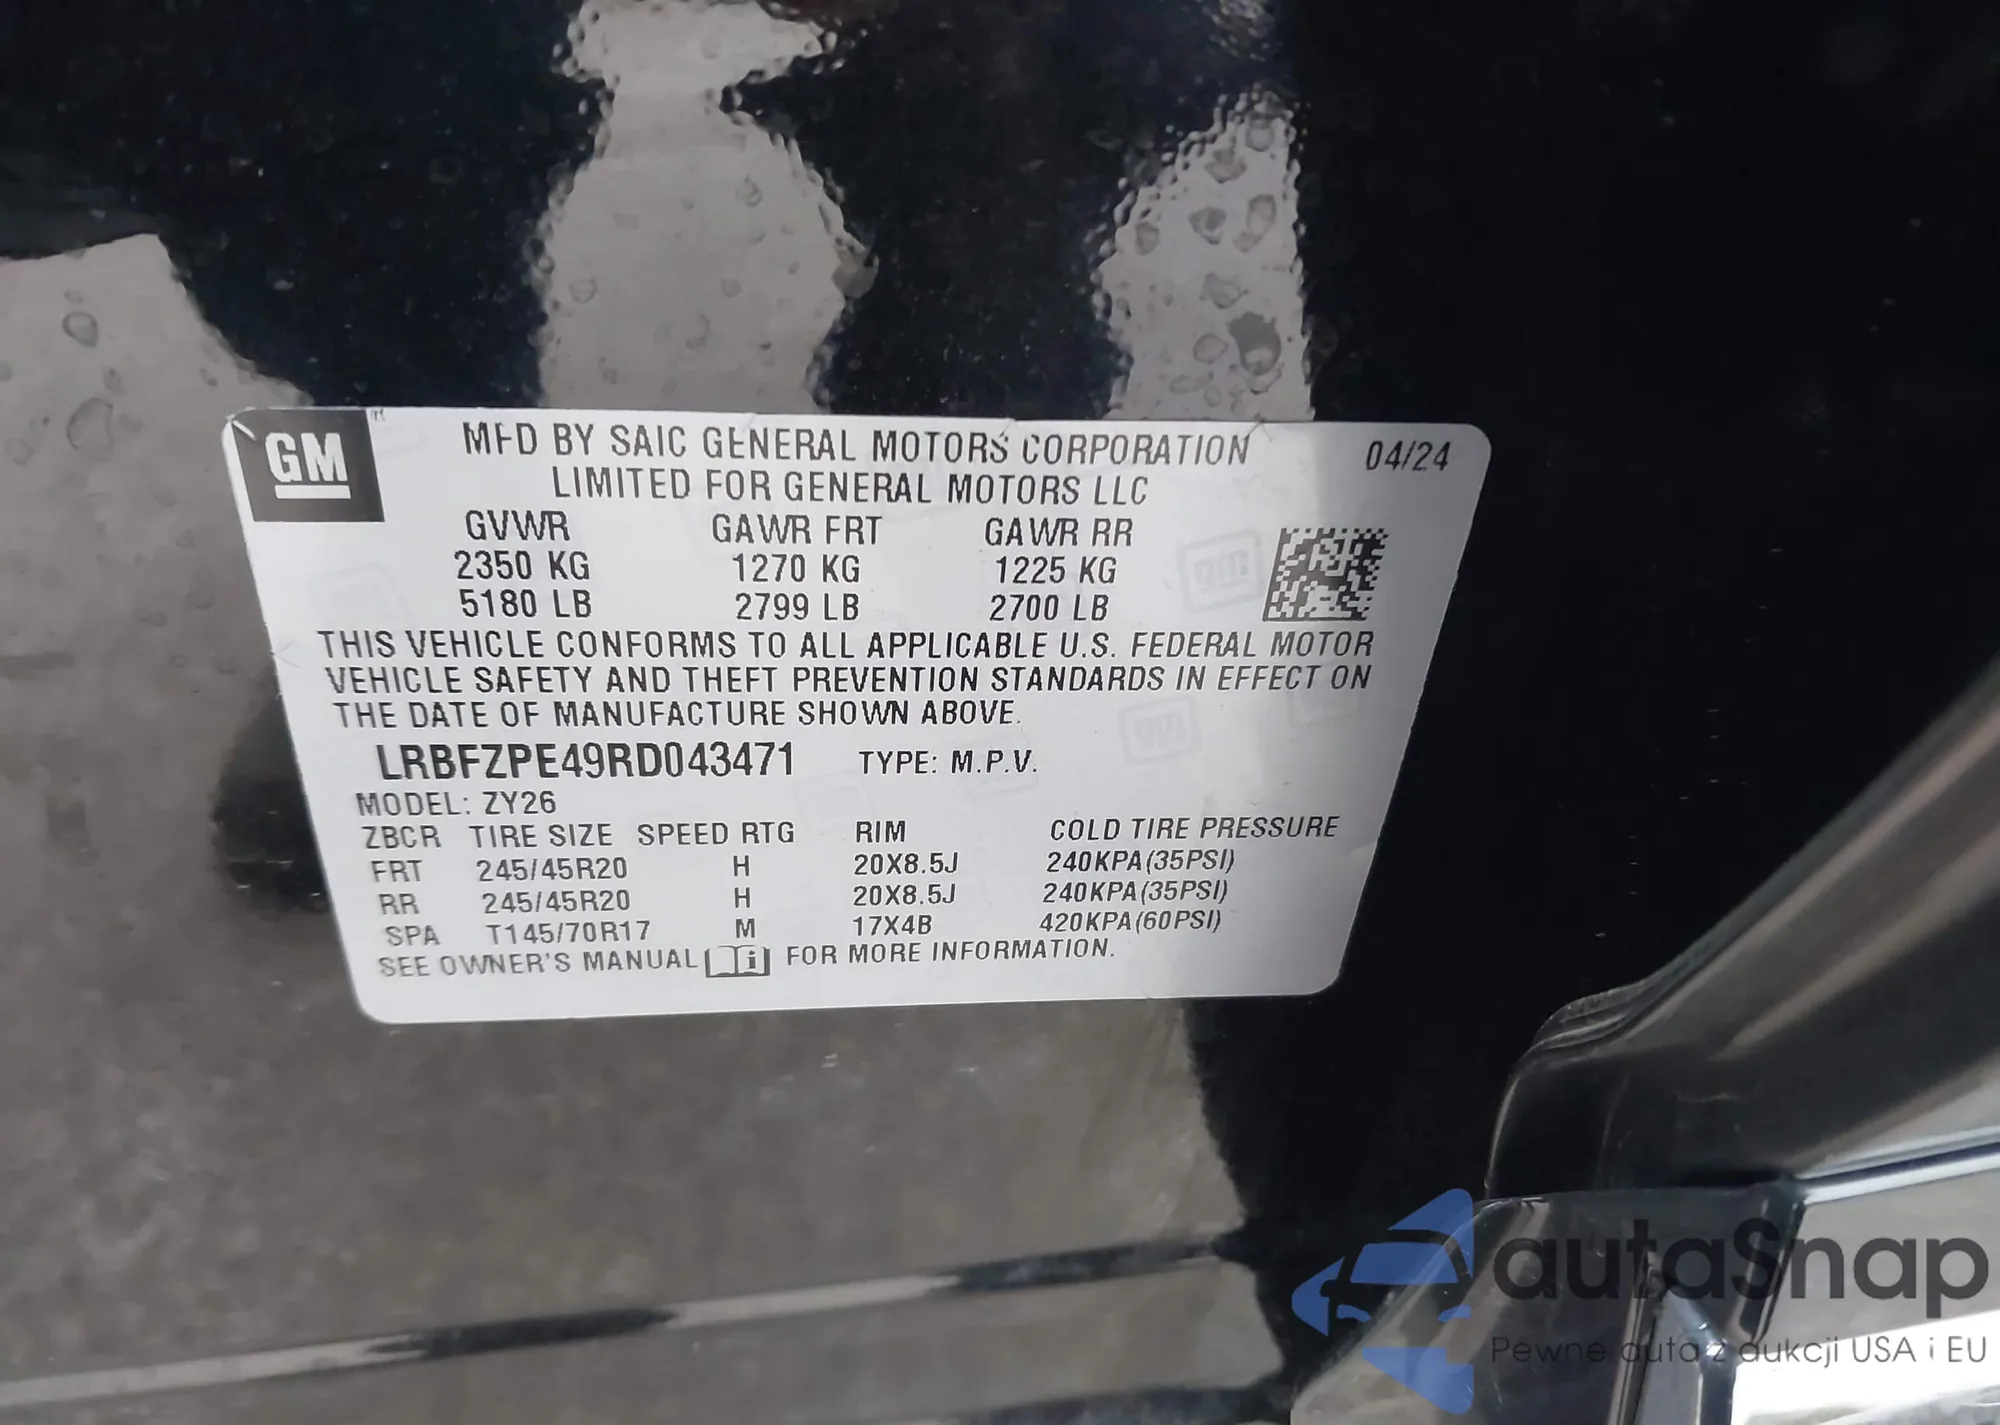 GM
MFD BY SAIC GENERAL MOTORS CORPORATION
LIMITED FOR GENERAL MOTORS LLC
04/24
GVWR GAWR FRT GAWR RR
2350 KG 1270 KG 1225 KG
5180 LB 2799 LB 2700 LB
THIS VEHICLE CONFORMS TO ALL APPLICABLE U.S. FEDERAL MOTOR
VEHICLE SAFETY AND THEFT PREVENTION STANDARDS IN EFFECT ON
THE DATE OF MANUFACTURE SHOWN ABOVE.
LRBFZPE49RD043471 TYPE: M.P.V.
MODEL: ZY26
ZBCR TIRE SIZE SPEED RTG RIM COLD TIRE PRESSURE
FRT 245/45R20 H 20X8.5J 240KPA(35PSI)
RR 245/45R20 H 20X8.5J 240KPA(35PSI)
SPA T145/70R17 M 17X4B 420KPA(60PSI)
SEE OWNER'S MANUAL i FOR MORE INFORMATION.
autaSnap
Pewne auta z aukcji USA i EU